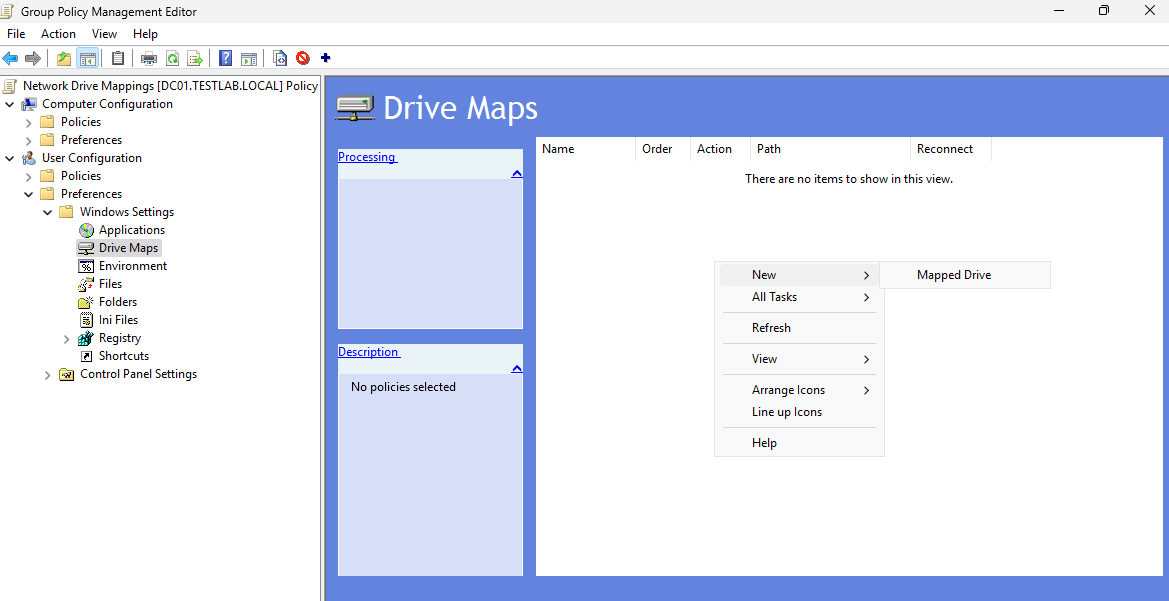 Group Policy Management Editor
File Action View Help
Network Drive Mappings [DC01.TESTLAB.LOCAL] Policy
Computer Configuration
Policies
Preferences
User Configuration
Policies
Preferences
Windows Settings
Applications
Drive Maps
Environment
Files
Folders
Ini Files
Registry
Shortcuts
Control Panel Settings
Drive Maps
Processing
Description
No policies selected
Name Order Action Path Reconnect
There are no items to show in this view.
New
Mapped Drive
All Tasks
Refresh
View
Arrange Icons
Line up Icons
Help